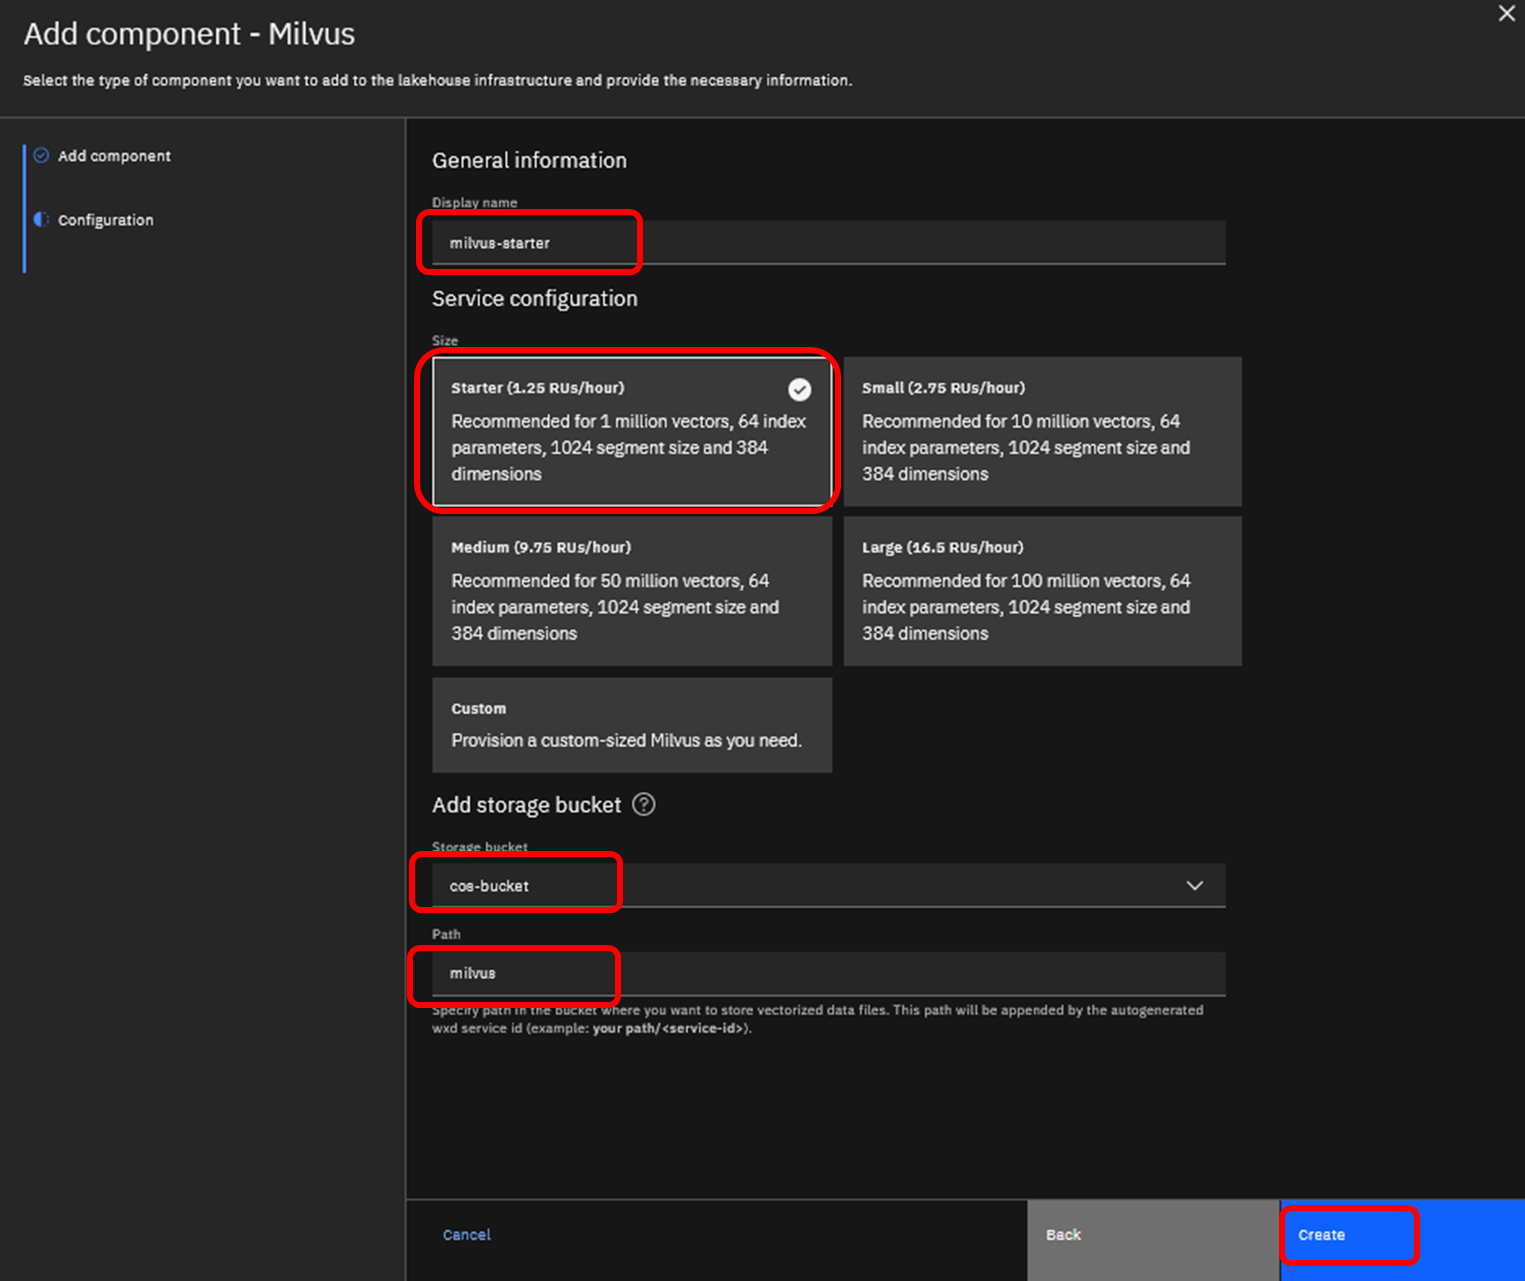 Add component - Milvus
Select the type of component you want to add to the lakehouse infrastructure and provide the necessary information.
Add component
Configuration
General information
Display name
milvus-starter
Service configuration
Size
Starter (1.25 RUs/hour)
Recommended for 1 million vectors, 64 index
parameters, 1024 segment size and 384
dimensions
Small (2.75 RUs/hour)
Recommended for 10 million vectors, 64
index parameters, 1024 segment size and
384 dimensions
Medium (9.75 RUs/hour)
Recommended for 50 million vectors, 64
index parameters, 1024 segment size and
384 dimensions
Large (16.5 RUs/hour)
Recommended for 100 million vectors, 64
index parameters, 1024 segment size and
384 dimensions
Custom
Provision a custom-sized Milvus as you need.
Add storage bucket
Storage bucket
cos-bucket
Path
milvus
Specify path in the bucket where you want to store vectorized data files. This path will be appended by the autogenerated
wxd service id (example: your path/<service-id>).
Cancel
Back
Create